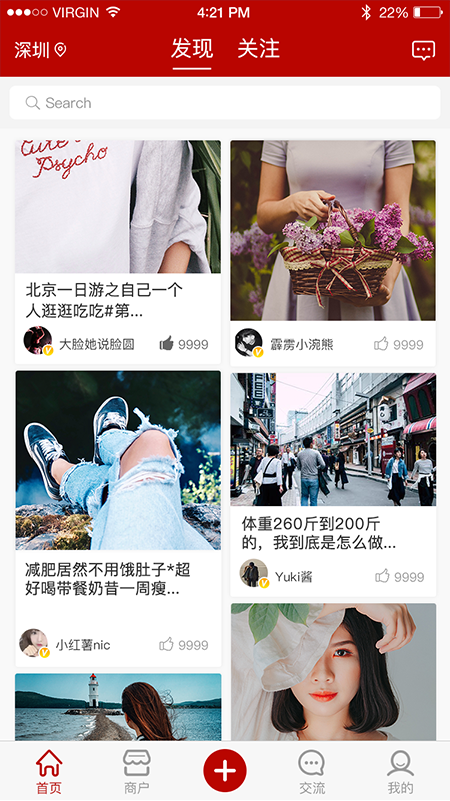 VIRGIN 4:21 PM 22%
深圳 发现 关注
Search
Cute
Psycho
北京一日游之自己一个
人逛逛吃吃#第...
大脸她说脸圆 9999
霹雳小涴熊 9999
体重260斤到200斤
的，我到底是怎么做...
Yuki酱 9999
减肥居然不用饿肚子*超
好喝带餐奶昔一周瘦...
小红薯nic 9999
首页 商户 交流 我的